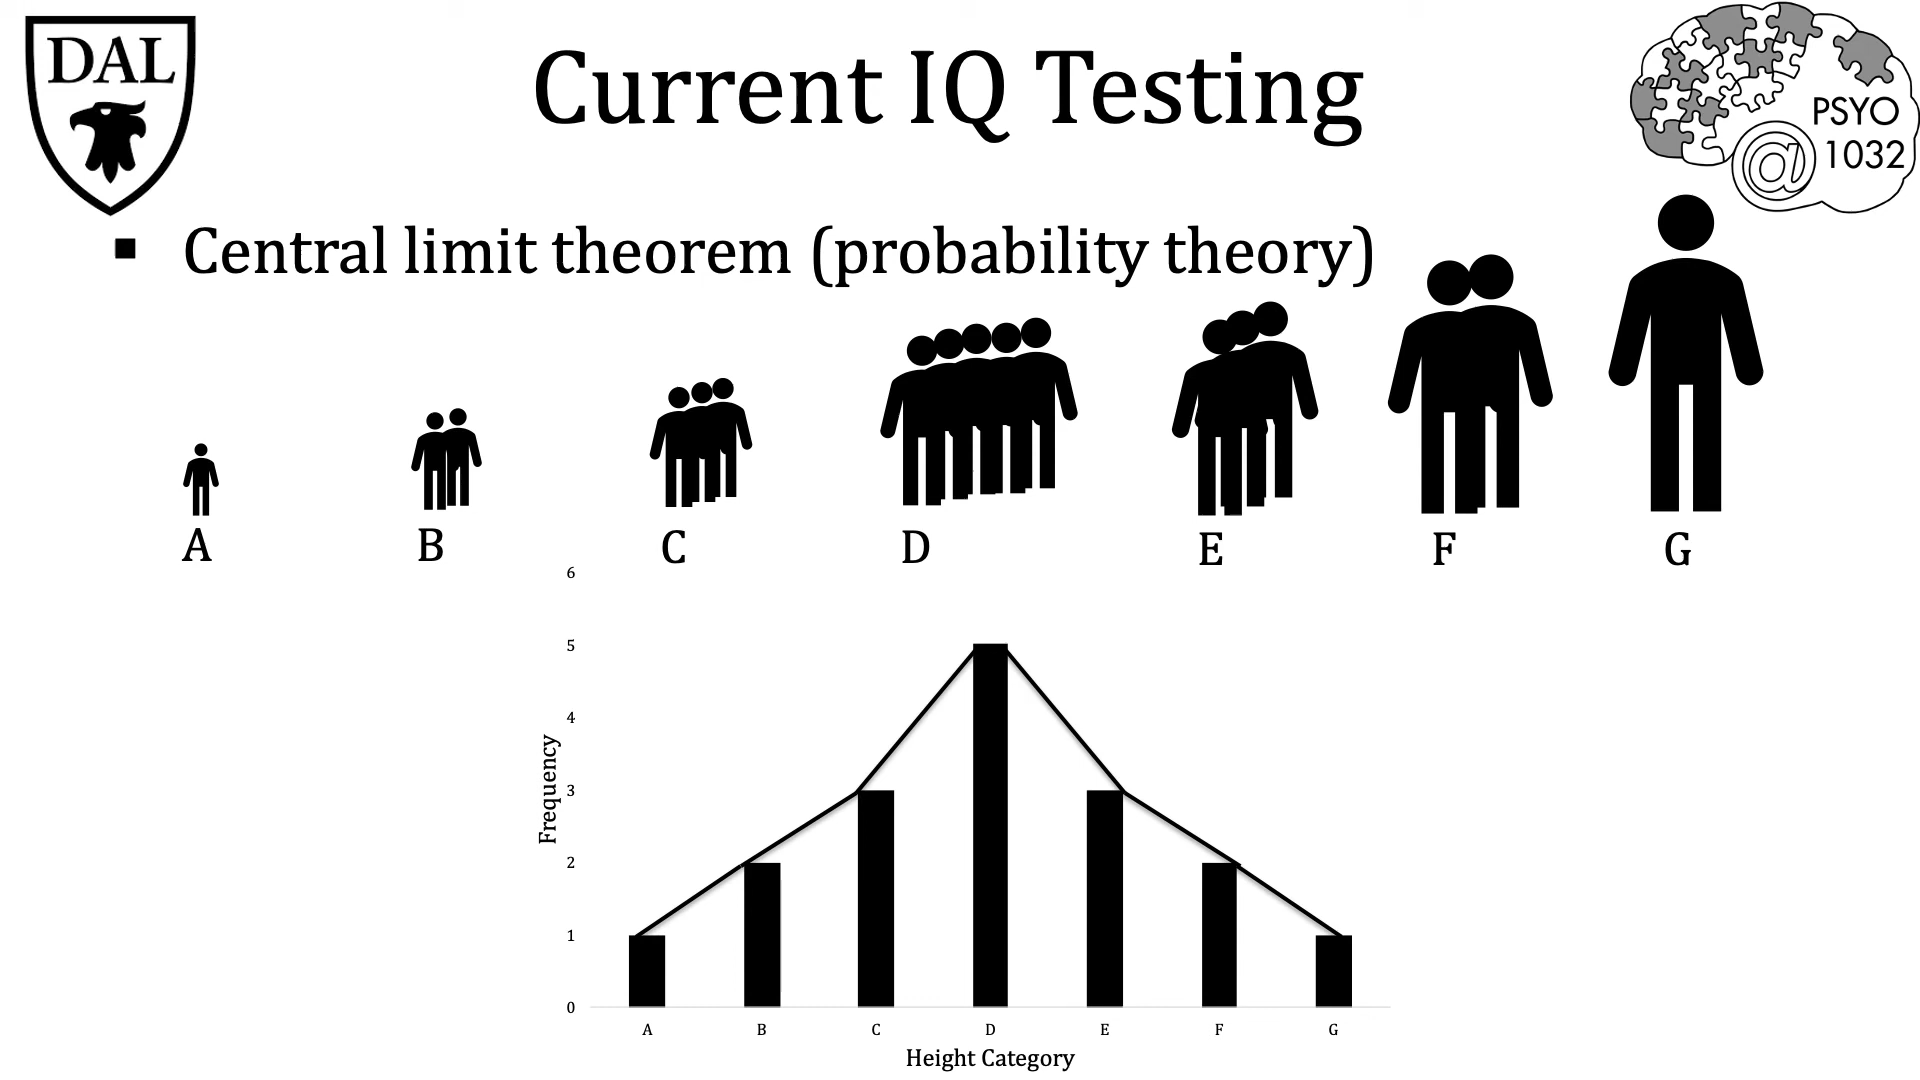 DAL
Current IQ Testing
PSYO
@ 1032
▪ Central limit theorem (probability theory)
A B C D E F G
6
5
4
3
2
1
0
Frequency
A B C D E F G
Height Category